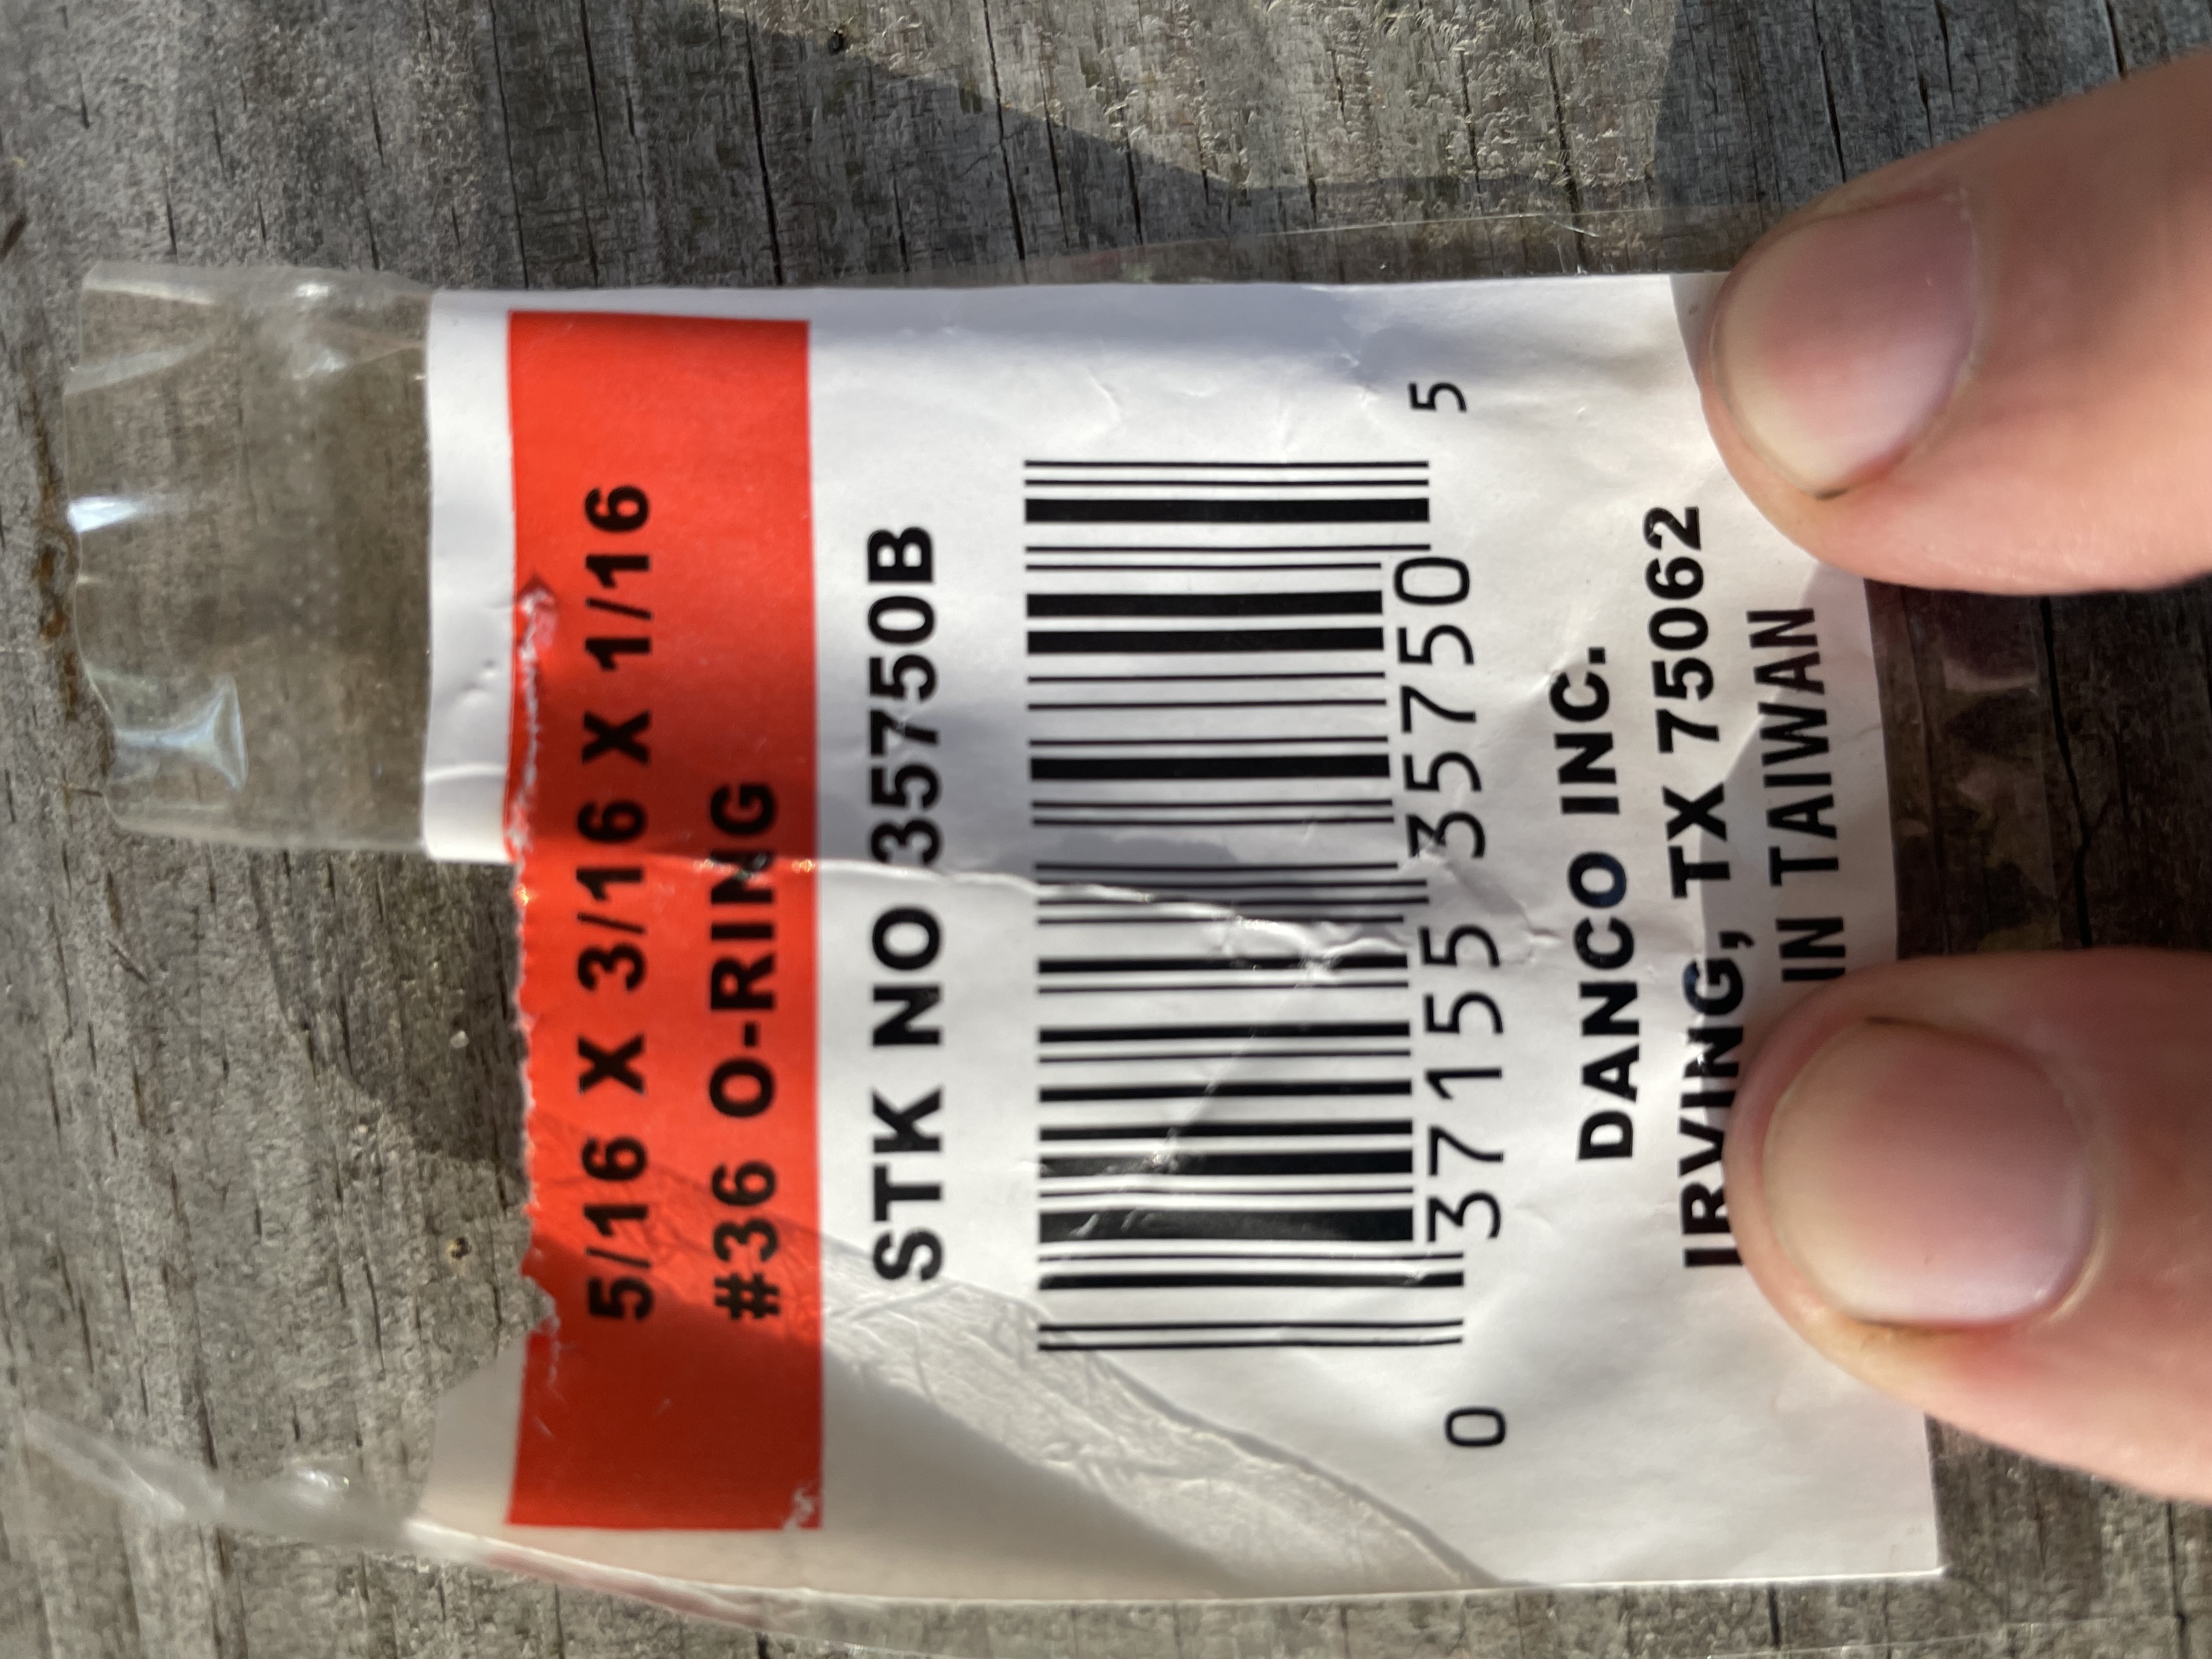 5/16 X 3/16 X 1/16
#36 O-RING
STK NO 35750B
0 37155 35750 5
DANCO INC.
IRVING, TX 75062
IN TAIWAN